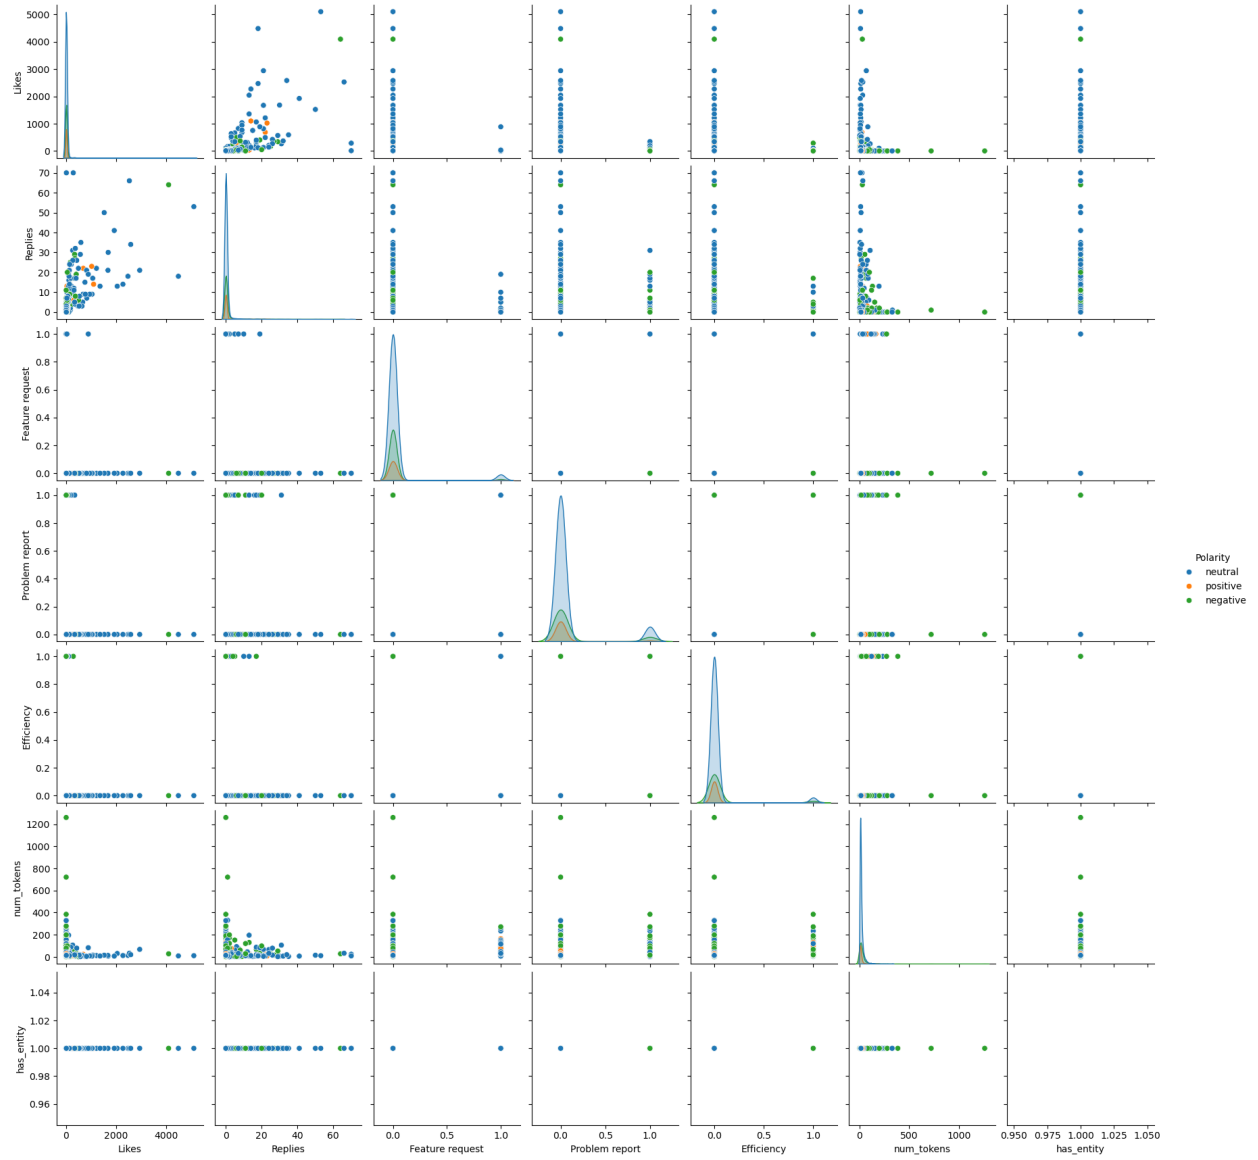 5000
4000
3000
2000
1000
0
Likes
70
60
50
40
30
20
10
0
Replies
1.0
0.8
0.6
0.4
0.2
0.0
Feature request
1.0
0.8
0.6
0.4
0.2
0.0
Problem report
Polarity
neutral
positive
negative
1.0
0.8
0.6
0.4
0.2
0.0
Efficiency
1200
1000
800
600
400
200
0
num_tokens
1.04
1.02
1.00
0.98
0.96
has_entity
0 2000 4000
0 20 40 60
0.0 0.5 1.0
0.0 0.5 1.0
0.0 0.5 1.0
0 500 1000
0.950 0.975 1.000 1.025 1.050
Likes Replies Feature request Problem report Efficiency num_tokens has_entity